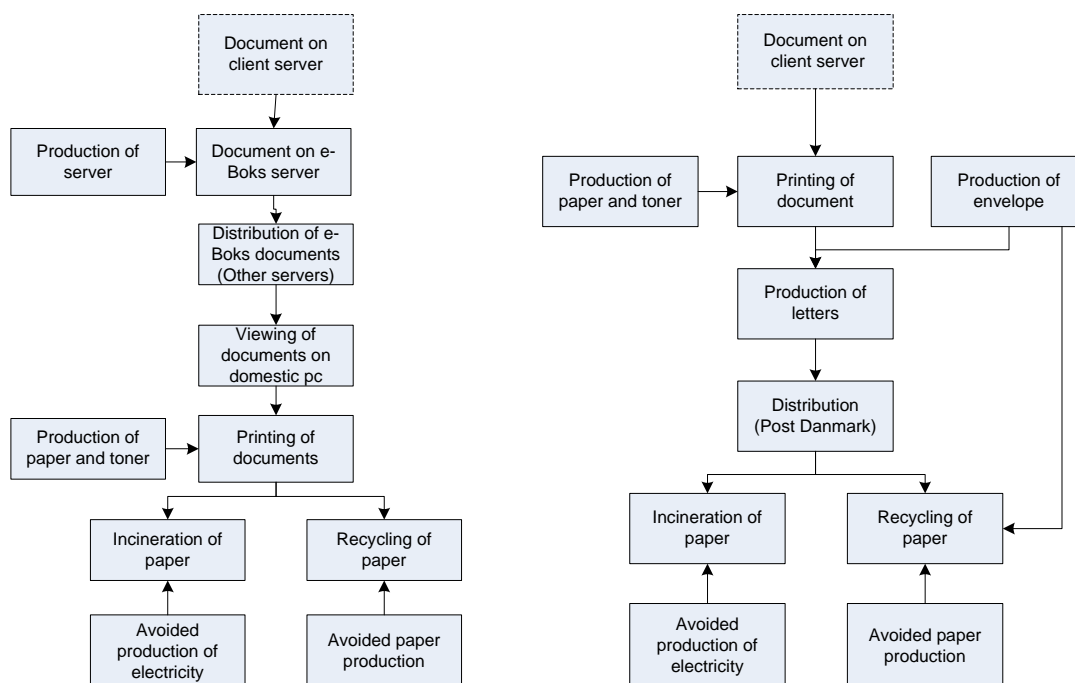 Document on
client server
Production of
server
Document on e-
Boks server
Distribution of e-
Boks documents
(Other servers)
Viewing of
documents on
domestic pc
Production of
paper and toner
Printing of
documents
Incineration of
paper
Recycling of
paper
Avoided
production of
electricity
Avoided paper
production
Document on
client server
Production of
paper and toner
Printing of
document
Production of
envelope
Production of
letters
Distribution
(Post Danmark)
Incineration of
paper
Recycling of
paper
Avoided
production of
electricity
Avoided paper
production